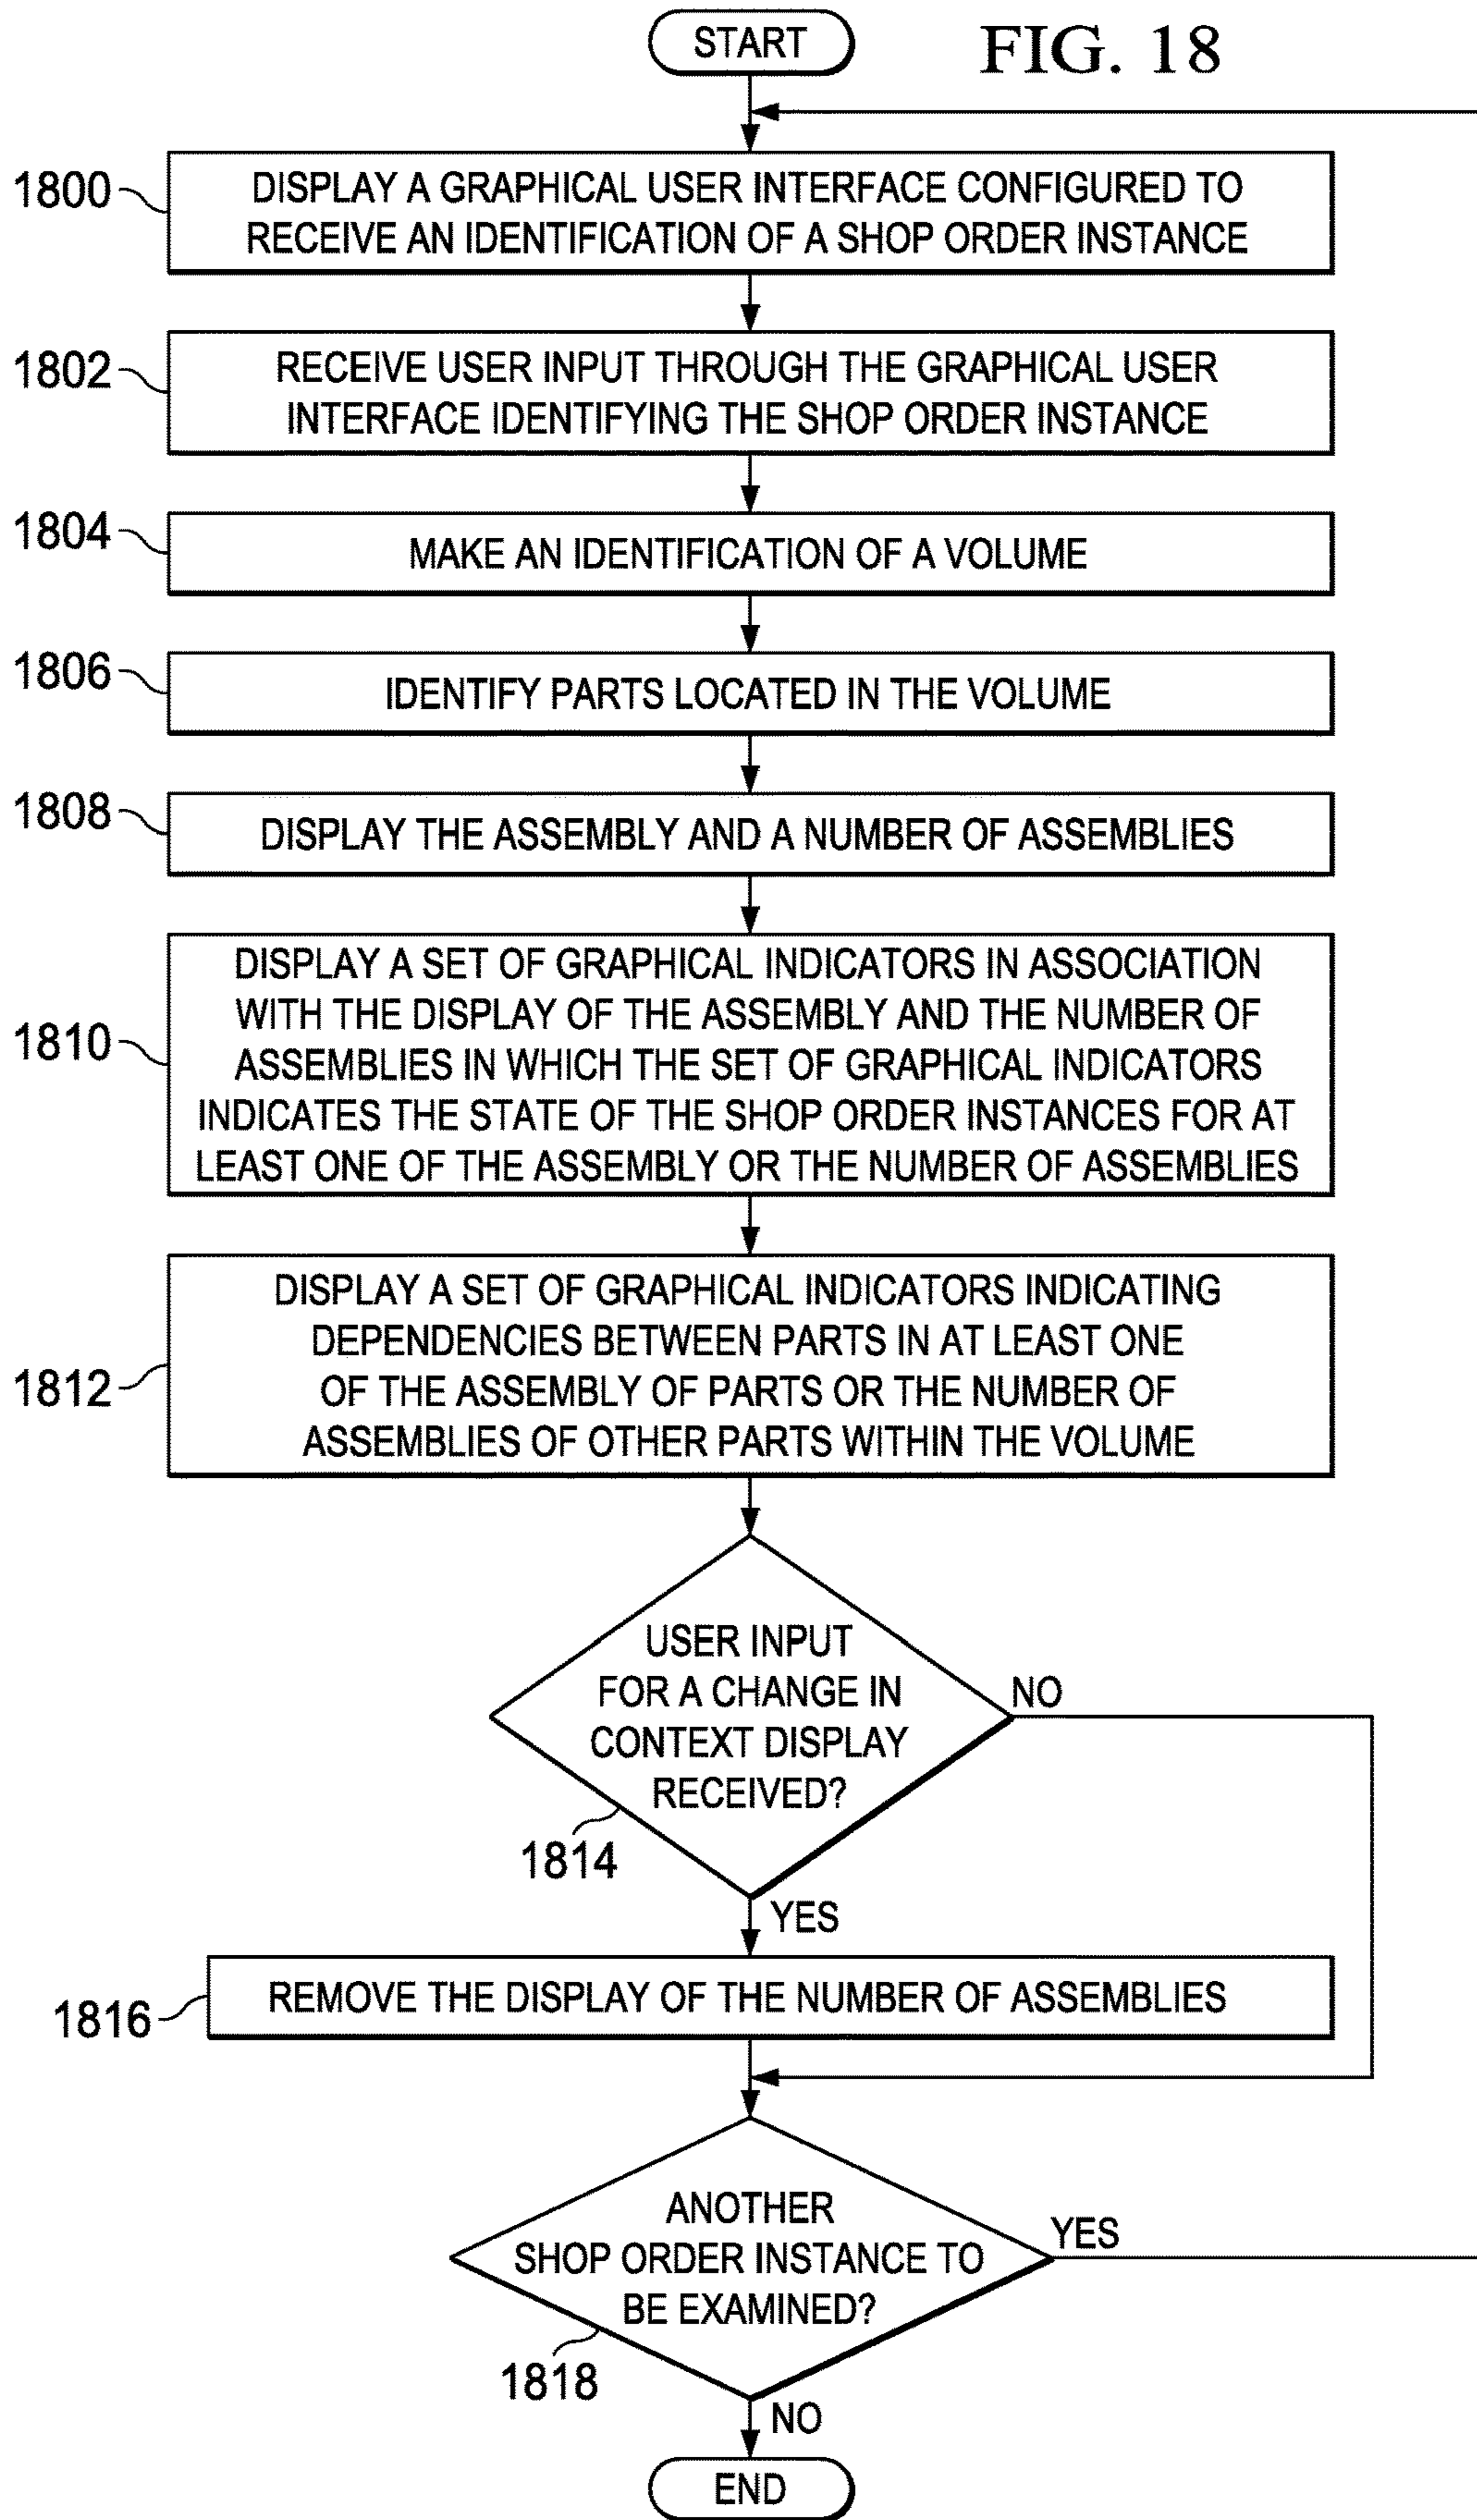 START
FIG. 18
1800
DISPLAY A GRAPHICAL USER INTERFACE CONFIGURED TO
RECEIVE AN IDENTIFICATION OF A SHOP ORDER INSTANCE
1802
RECEIVE USER INPUT THROUGH THE GRAPHICAL USER
INTERFACE IDENTIFYING THE SHOP ORDER INSTANCE
1804
MAKE AN IDENTIFICATION OF A VOLUME
1806
IDENTIFY PARTS LOCATED IN THE VOLUME
1808
DISPLAY THE ASSEMBLY AND A NUMBER OF ASSEMBLIES
1810
DISPLAY A SET OF GRAPHICAL INDICATORS IN ASSOCIATION
WITH THE DISPLAY OF THE ASSEMBLY AND THE NUMBER OF
ASSEMBLIES IN WHICH THE SET OF GRAPHICAL INDICATORS
INDICATES THE STATE OF THE SHOP ORDER INSTANCES FOR AT
LEAST ONE OF THE ASSEMBLY OR THE NUMBER OF ASSEMBLIES
1812
DISPLAY A SET OF GRAPHICAL INDICATORS INDICATING
DEPENDENCIES BETWEEN PARTS IN AT LEAST ONE
OF THE ASSEMBLY OF PARTS OR THE NUMBER OF
ASSEMBLIES OF OTHER PARTS WITHIN THE VOLUME
USER INPUT
FOR A CHANGE IN
CONTEXT DISPLAY
RECEIVED?
NO
1814
YES
1816
REMOVE THE DISPLAY OF THE NUMBER OF ASSEMBLIES
ANOTHER
SHOP ORDER INSTANCE TO
BE EXAMINED?
YES
1818
NO
END